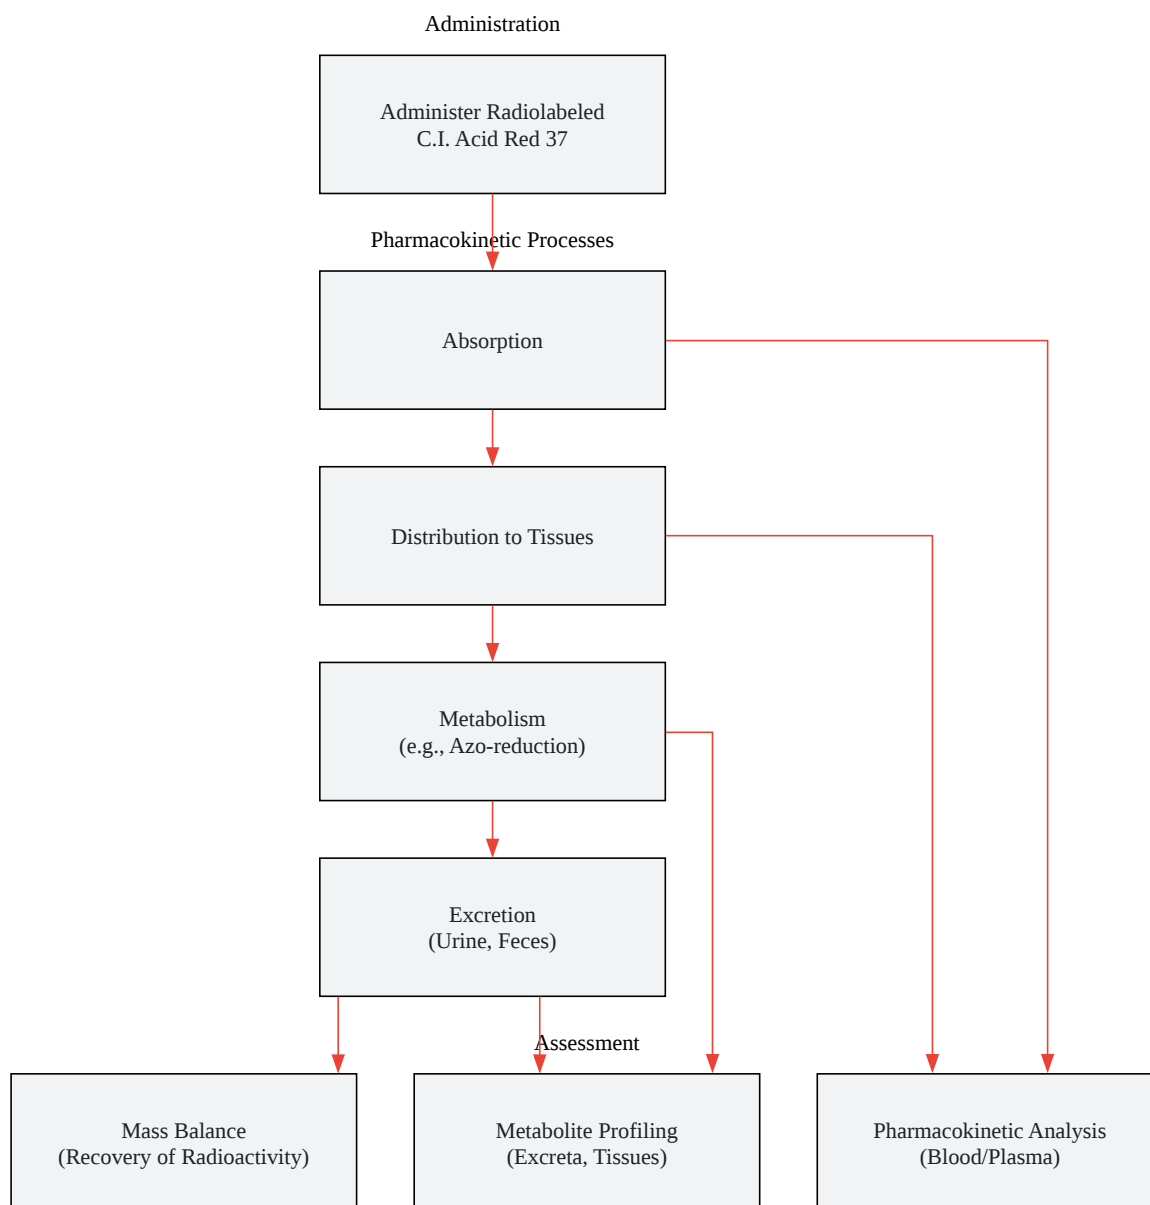 Administration
Administer Radiolabeled
C.I. Acid Red 37
Pharmacokinetic Processes
Absorption
Distribution to Tissues
Metabolism
(e.g., Azo-reduction)
Excretion
(Urine, Feces)
Assessment
Mass Balance
(Recovery of Radioactivity)
Metabolite Profiling
(Excreta, Tissues)
Pharmacokinetic Analysis
(Blood/Plasma)